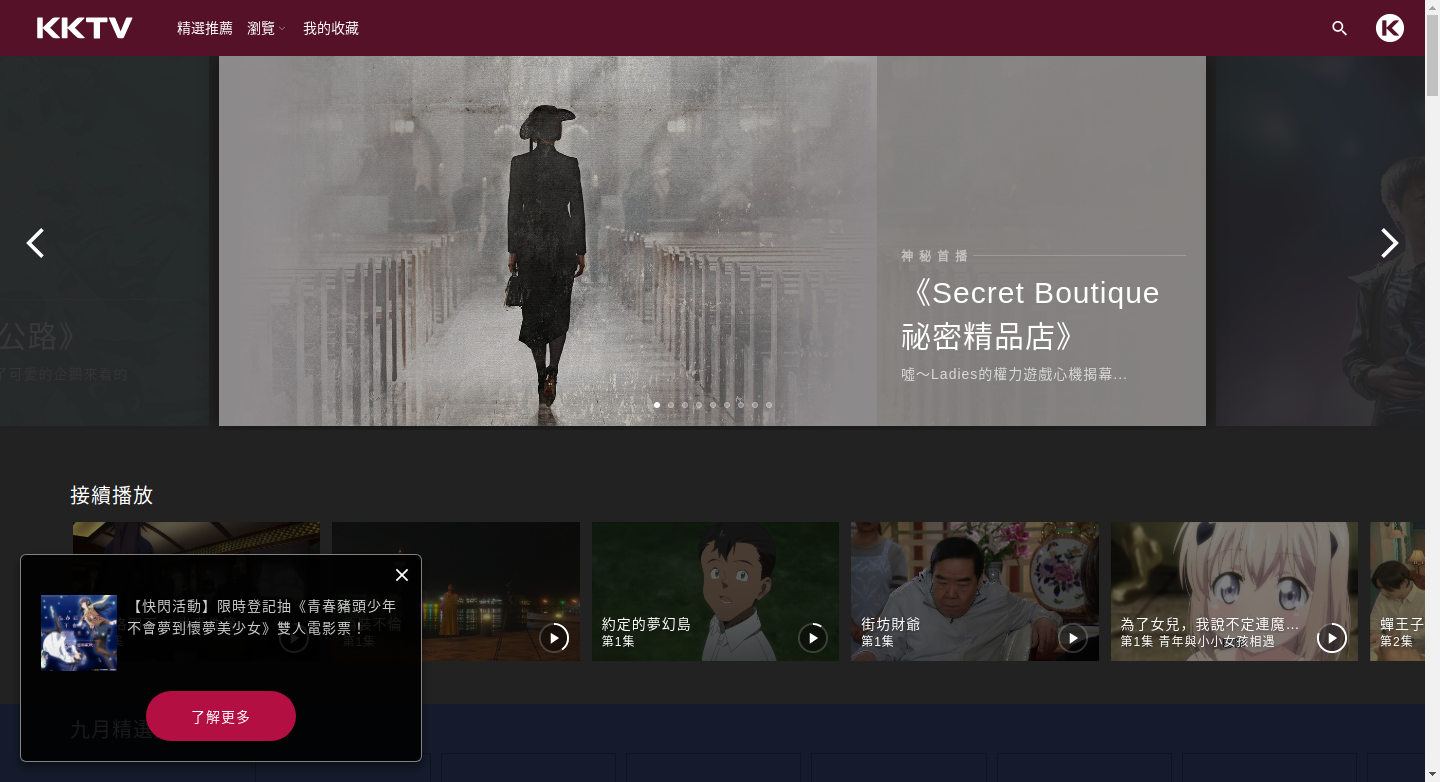 KKTV
精選推薦 瀏覽 我的收藏
神秘首播
《Secret Boutique
祕密精品店》
噓～Ladies的權力遊戲心機揭幕...
公路》
了可愛的企鵝來看的
接續播放
約定的夢幻島
第1集
街坊財爺
第1集
為了女兒，我說不定連魔...
第1集 青年與小小女孩相遇
蟬王子
第2集
不倫
第1集
【快閃活動】限時登記抽《青春豬頭少年
不會夢到懷夢美少女》雙人電影票！
了解更多
九月精選